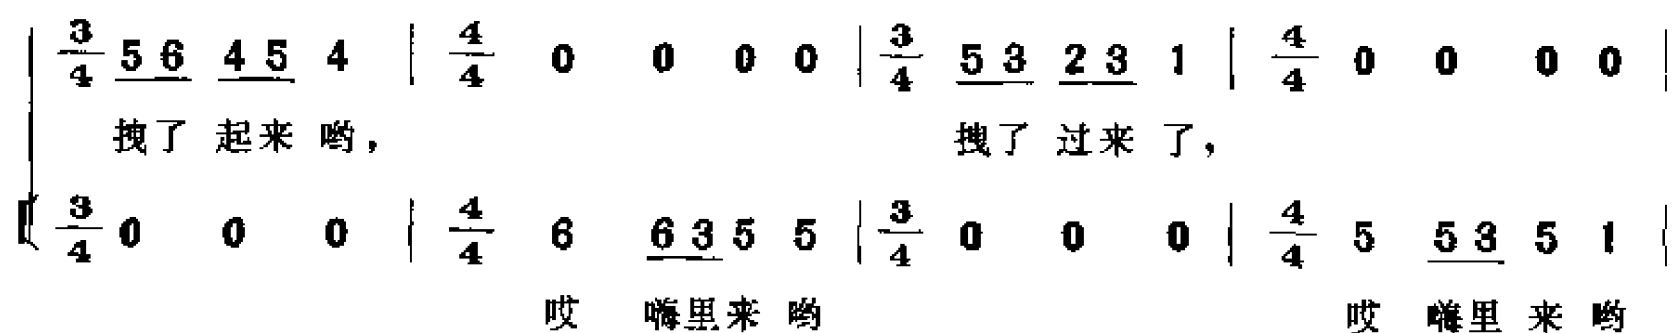 3/4 5 6 4 5 4 | 4/4 0 0 0 0 | 3/4 5 3 2 3 1 | 4/4 0 0 0 0 |
拽了 起来 哟， 拽了 过来 了，
3/4 0 0 0 | 4/4 6 6 3 5 5 | 3/4 0 0 0 | 4/4 5 5 3 5 1 |
哎 嗨里来 哟 哎 嗨里 来 哟